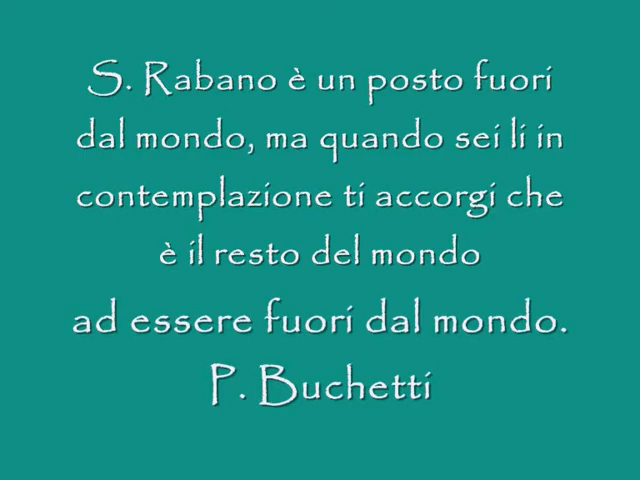 S. Rabano è un posto fuori
dal mondo, ma quando sei li in
contemplazione ti accorgi che
è il resto del mondo
ad essere fuori dal mondo.
P. Buchetti